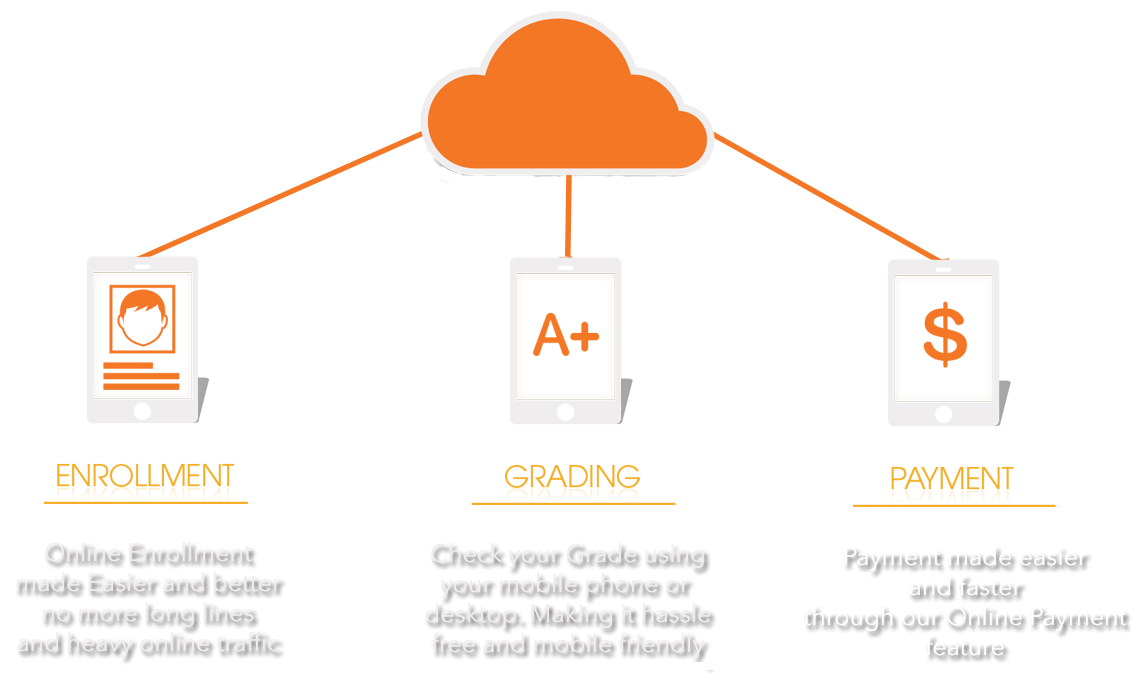 A+
$
ENROLLMENT
GRADING
PAYMENT
Online Enrollment
made Easier and better
no more long lines
and heavy online traffic
Check your Grade using
your mobile phone or
desktop. Making it hassle
free and mobile friendly
Payment made easier
and faster
through our Online Payment
feature